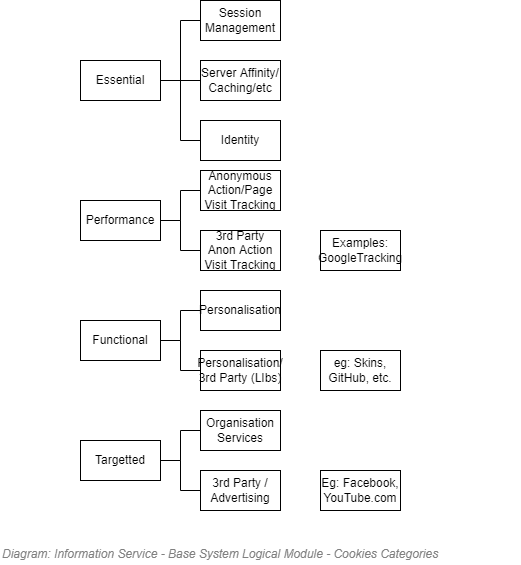 Session
Management
Essential
Server Affinity/
Caching/etc
Identity
Anonymous
Action/Page
Visit Tracking
Performance
3rd Party
Anon Action
Visit Tracking
Examples:
GoogleTracking
Personalisation
Functional
Personalisation/
3rd Party (LIbs)
eg: Skins,
GitHub, etc.
Organisation
Services
Targetted
3rd Party /
Advertising
Eg: Facebook,
YouTube.com
Diagram: Information Service - Base System Logical Module - Cookies Categories